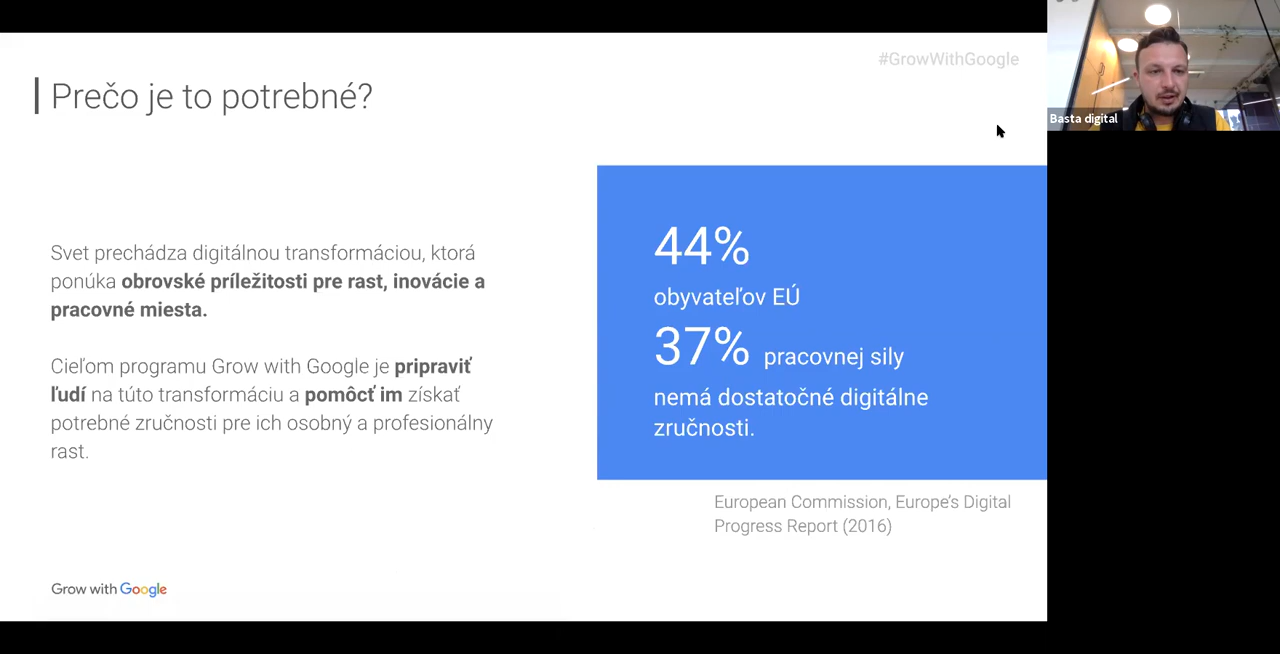 #GrowWithGoogle
Prečo je to potrebné?
Svet prechádza digitálnou transformáciou, ktorá
ponúka obrovské príležitosti pre rast, inovácie a
pracovné miesta.
Cieľom programu Grow with Google je pripraviť
ľudí na túto transformáciu a pomôcť im získať
potrebné zručnosti pre ich osobný a profesionálny
rast.
44%
obyvateľov EÚ
37% pracovnej sily
nemá dostatočné digitálne
zručnosti.
European Commission, Europe's Digital
Progress Report (2016)
Grow with Google
Basta digital